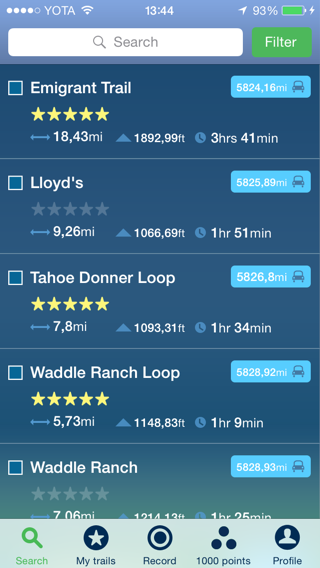 YOTA 13:44 93%
Search Filter
Emigrant Trail 5824,16mi
18,43mi 1892,99ft 3hrs 41min
Lloyd's 5825,89mi
9,26mi 1066,69ft 1hr 51min
Tahoe Donner Loop 5826,8mi
7,8mi 1093,31ft 1hr 34min
Waddle Ranch Loop 5828,92mi
5,73mi 1148,83ft 1hr 9min
Waddle Ranch 5828,93mi
7,06mi 1214,13ft 1hr 25min
Search My trails Record 1000 points Profile